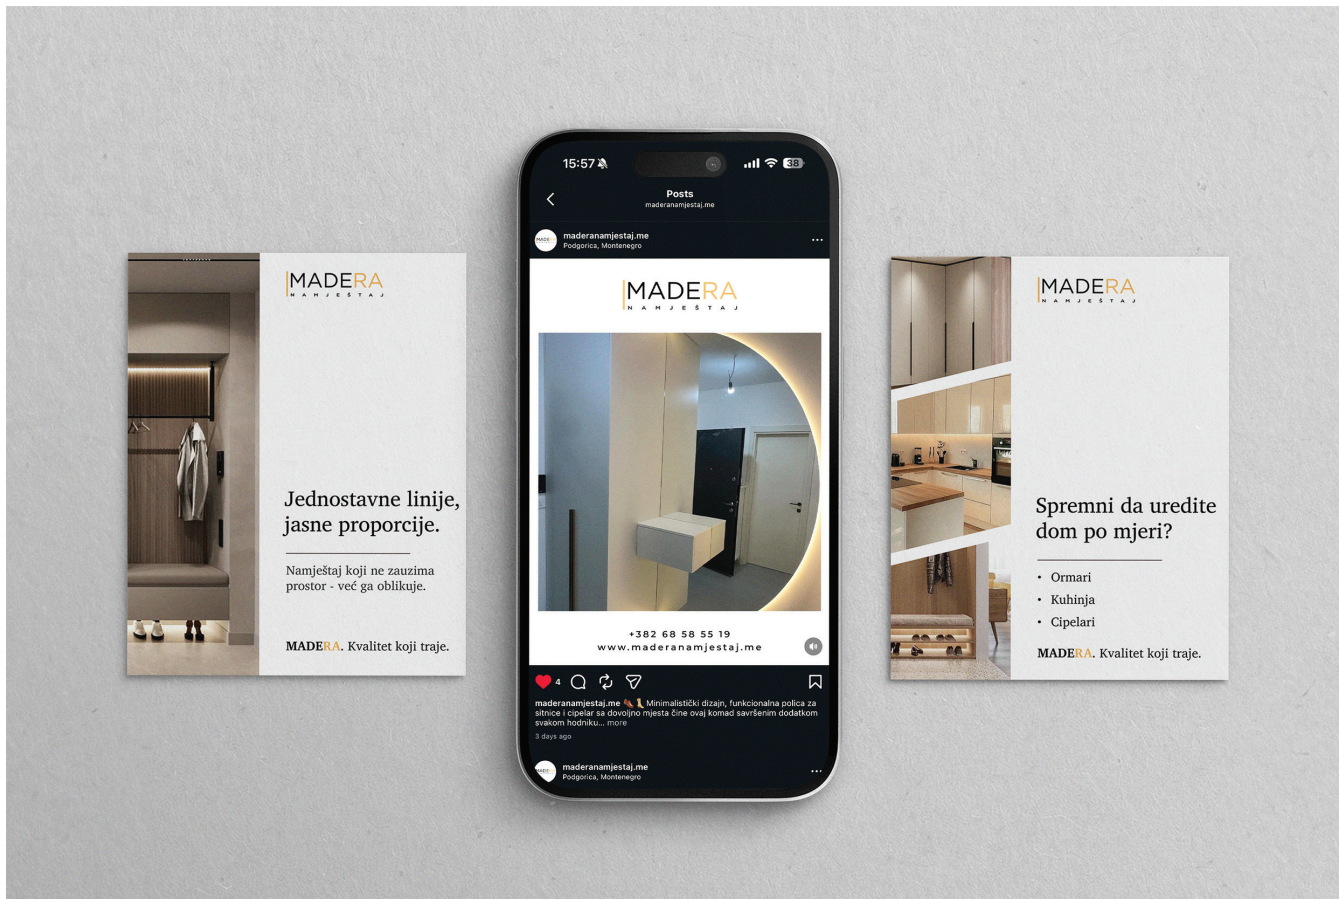 MADERA
NAMJEŠTAJ
Jednostavne linije,
jasne proporcije.
Namještaj koji ne zauzima
prostor - već ga oblikuje.
MADERA. Kvalitet koji traje.
15:57
38
Posts
maderanamjestaj.me
MADERA
maderanamjestaj.me
Podgorica, Montenegro
MADERA
NAMJEŠTAJ
+382 68 58 55 19
www.maderanamjestaj.me
4
maderanamjestaj.me Minimalistički dizajn, funkcionalna polica za
sitnice i cipelar sa dovoljno mjesta čine ovaj komad savršenim dodatkom
svakom hodniku... more
3 days ago
MADERA
maderanamjestaj.me
Podgorica, Montenegro
MADERA
NAMJEŠTAJ
Spremni da uredite
dom po mjeri?
• Ormari
• Kuhinja
• Cipelari
MADERA. Kvalitet koji traje.